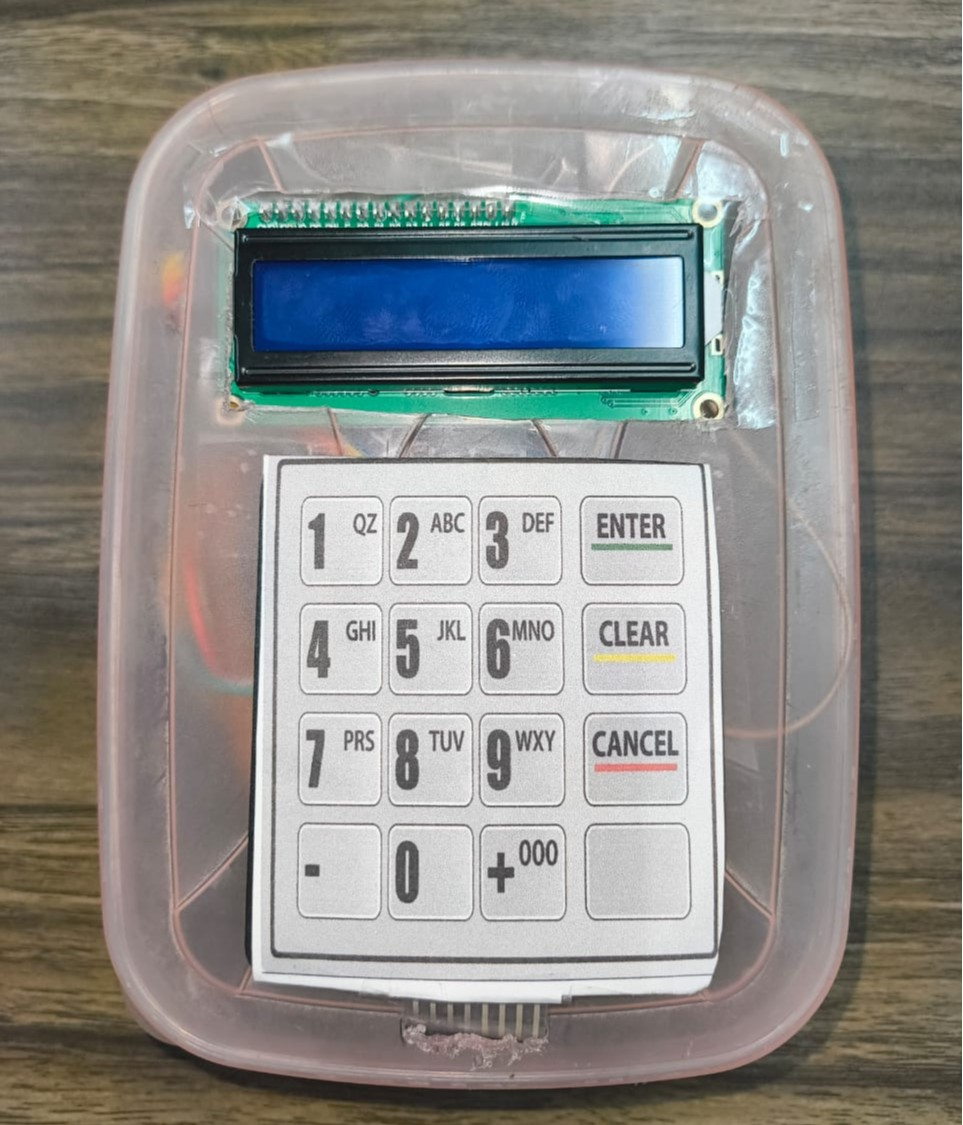 1 QZ 2 ABC 3 DEF ENTER
4 GHI 5 JKL 6 MNO CLEAR
7 PRS 8 TUV 9 WXY CANCEL
- 0 + 000